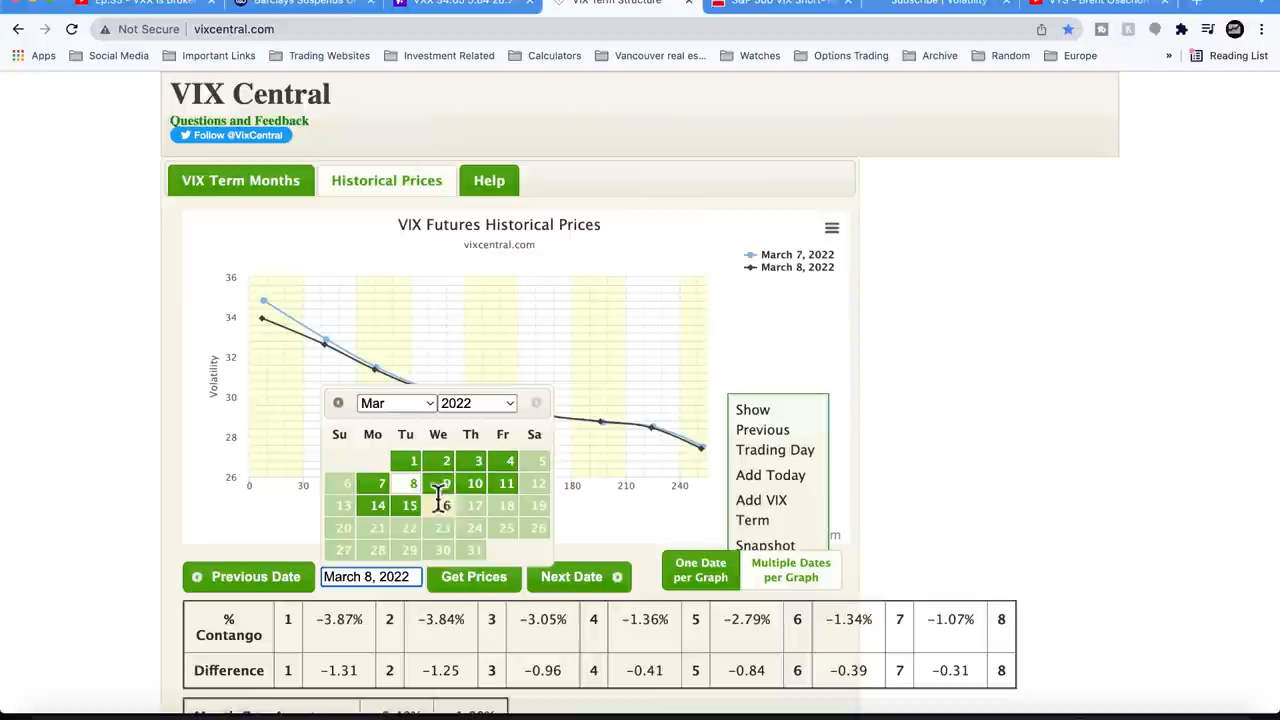 Barclays Suspends
VIX Term Structure
Not Secure | vixcentral.com
Apps Social Media Important Links Trading Websites Investment Related Calculators Vancouver real es... Watches Options Trading Archive Random Europe » Reading List
VIX Central
Questions and Feedback
Follow @VixCentral
VIX Term Months Historical Prices Help
VIX Futures Historical Prices
vixcentral.com
March 7, 2022
March 8, 2022
36
34
32
30
28
26
Volatility
0 30 180 210 240
Mar 2022
Su Mo Tu We Th Fr Sa
1 2 3 4 5
6 7 8 9 10 11 12
13 14 15 16 17 18 19
20 21 22 23 24 25 26
27 28 29 30 31
Show
Previous
Trading Day
Add Today
Add VIX
Term
Snapshot
m
Previous Date March 8, 2022 Get Prices Next Date
One Date
per Graph
Multiple Dates
per Graph
%
Contango 1 -3.87% 2 -3.84% 3 -3.05% 4 -1.36% 5 -2.79% 6 -1.34% 7 -1.07% 8
Difference 1 -1.31 2 -1.25 3 -0.96 4 -0.41 5 -0.84 6 -0.39 7 -0.31 8